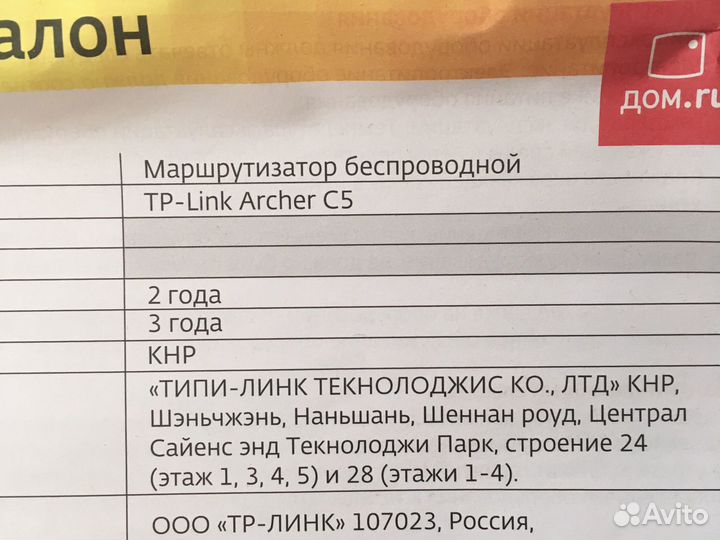 алон
дом.ru
Маршрутизатор беспроводной
TP-Link Archer C5
2 года
3 года
КНР
«ТИПИ-ЛИНК ТЕКНОЛОДЖИС КО., ЛТД» КНР,
Шэньчжэнь, Наньшань, Шеннан роуд, Централ
Сайенс энд Текнолоджи Парк, строение 24
(этаж 1, 3, 4, 5) и 28 (этажи 1-4).
ООО «ТР-ЛИНК» 107023, Россия,
Avito